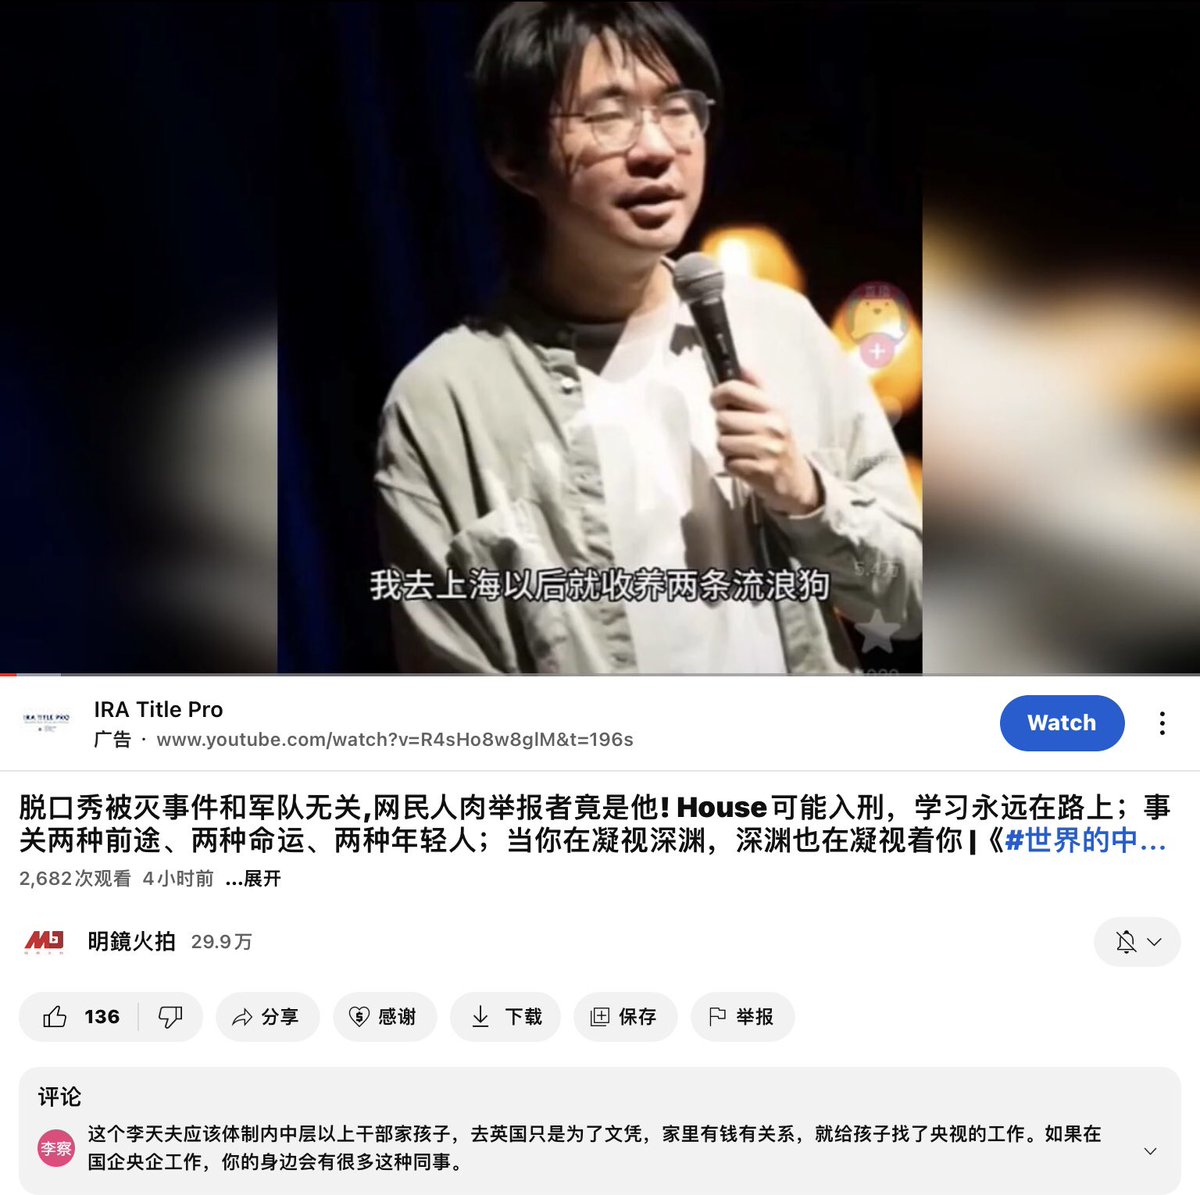 我去上海以后就收养两条流浪狗
IRA TITLE PRO
IRA Title Pro
广告 · www.youtube.com/watch?v=R4sHo8w8glM&t=196s
Watch
脱口秀被灭事件和军队无关,网民人肉举报者竟是他! House可能入刑，学习永远在路上；事
关两种前途、两种命运、两种年轻人；当你在凝视深渊，深渊也在凝视着你 |《#世界的中...
2,682次观看 4小时前 ...展开
明鏡火拍 29.9万
136
分享
感谢
下载
保存
举报
评论
李察
这个李天夫应该体制内中层以上干部家孩子，去英国只是为了文凭，家里有钱有关系，就给孩子找了央视的工作。如果在
国企央企工作，你的身边会有很多这种同事。